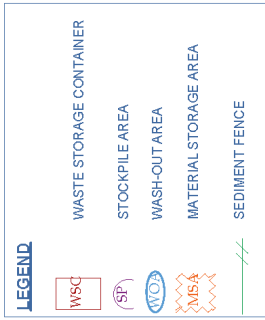 LEGEND
WSC WASTE STORAGE CONTAINER
SP STOCKPILE AREA
WOA WASH-OUT AREA
MSA MATERIAL STORAGE AREA
SEDIMENT FENCE